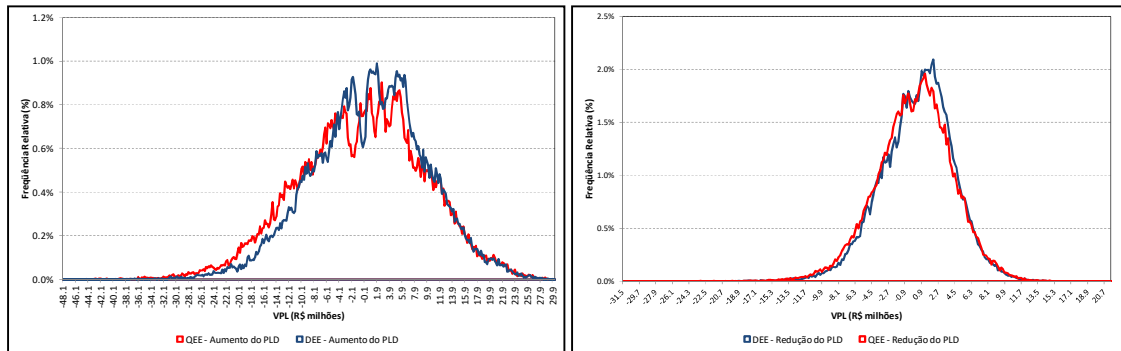 1.2%
1.0%
0.8%
0.6%
0.4%
0.2%
0.0%
Freqüência Relativa (%)
-48.1 -46.1 -44.1 -42.1 -40.1 -38.1 -36.1 -34.1 -32.1 -30.1 -28.1 -26.1 -24.1 -22.1 -20.1 -18.1 -16.1 -14.1 -12.1 -10.1 -8.1 -6.1 -4.1 -2.1 -0.1 1.9 3.9 5.9 7.9 9.9 11.9 13.9 15.9 17.9 19.9 21.9 23.9 25.9 27.9 29.9
VPL (R$ milhões)
QEE - Aumento do PLD DEE - Aumento do PLD
2.5%
2.0%
1.5%
1.0%
0.5%
0.0%
Freqüência Relativa (%)
-31.5 -29.7 -27.9 -26.1 -24.3 -22.5 -20.7 -18.9 -17.1 -15.3 -13.5 -11.7 -9.9 -8.1 -6.3 -4.5 -2.7 -0.9 0.9 2.7 4.5 6.3 8.1 9.9 11.7 13.5 15.3 17.1 18.9 20.7
VPL (R$ milhões)
DEE - Redução do PLD QEE - Redução do PLD